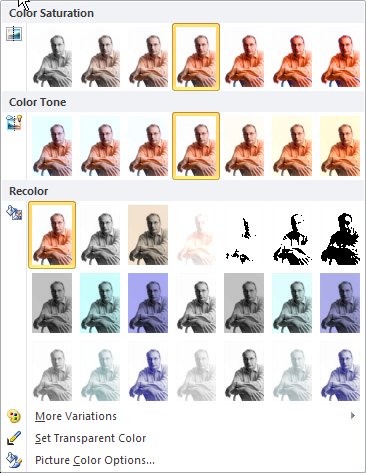 Color Saturation
Color Tone
Recolor
More Variations
Set Transparent Color
Picture Color Options...